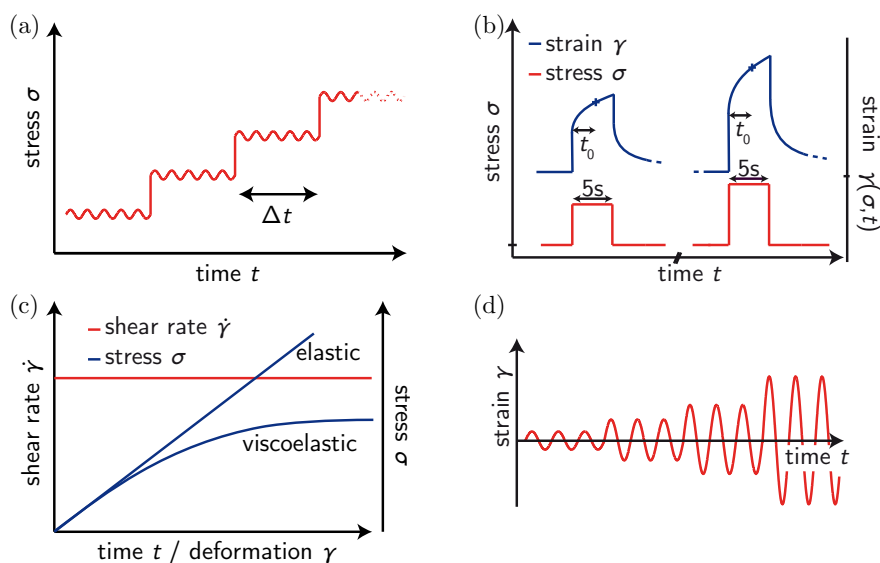 (a)
stress σ
Δt
time t
(b)
strain γ
stress σ
stress σ
t₀
t₀
5s
5s
strain γ(σ,t)
time t
(c)
shear rate γ̇
stress σ
elastic
viscoelastic
shear rate γ̇
stress σ
time t / deformation γ
(d)
strain γ
time t